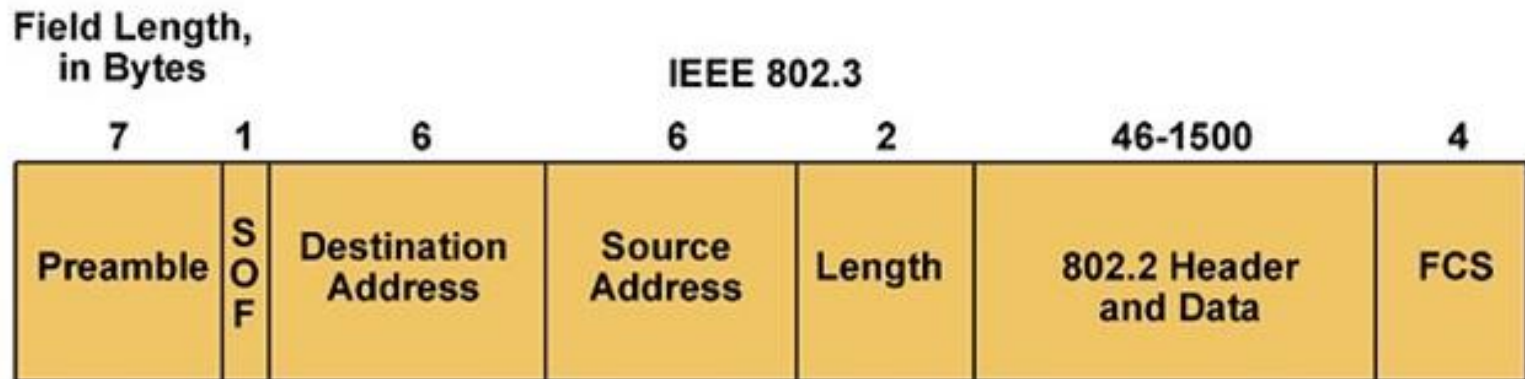 Field Length,
in Bytes
IEEE 802.3
7 1 6 6 2 46-1500 4
Preamble
S
O
F
Destination
Address
Source
Address
Length
802.2 Header
and Data
FCS